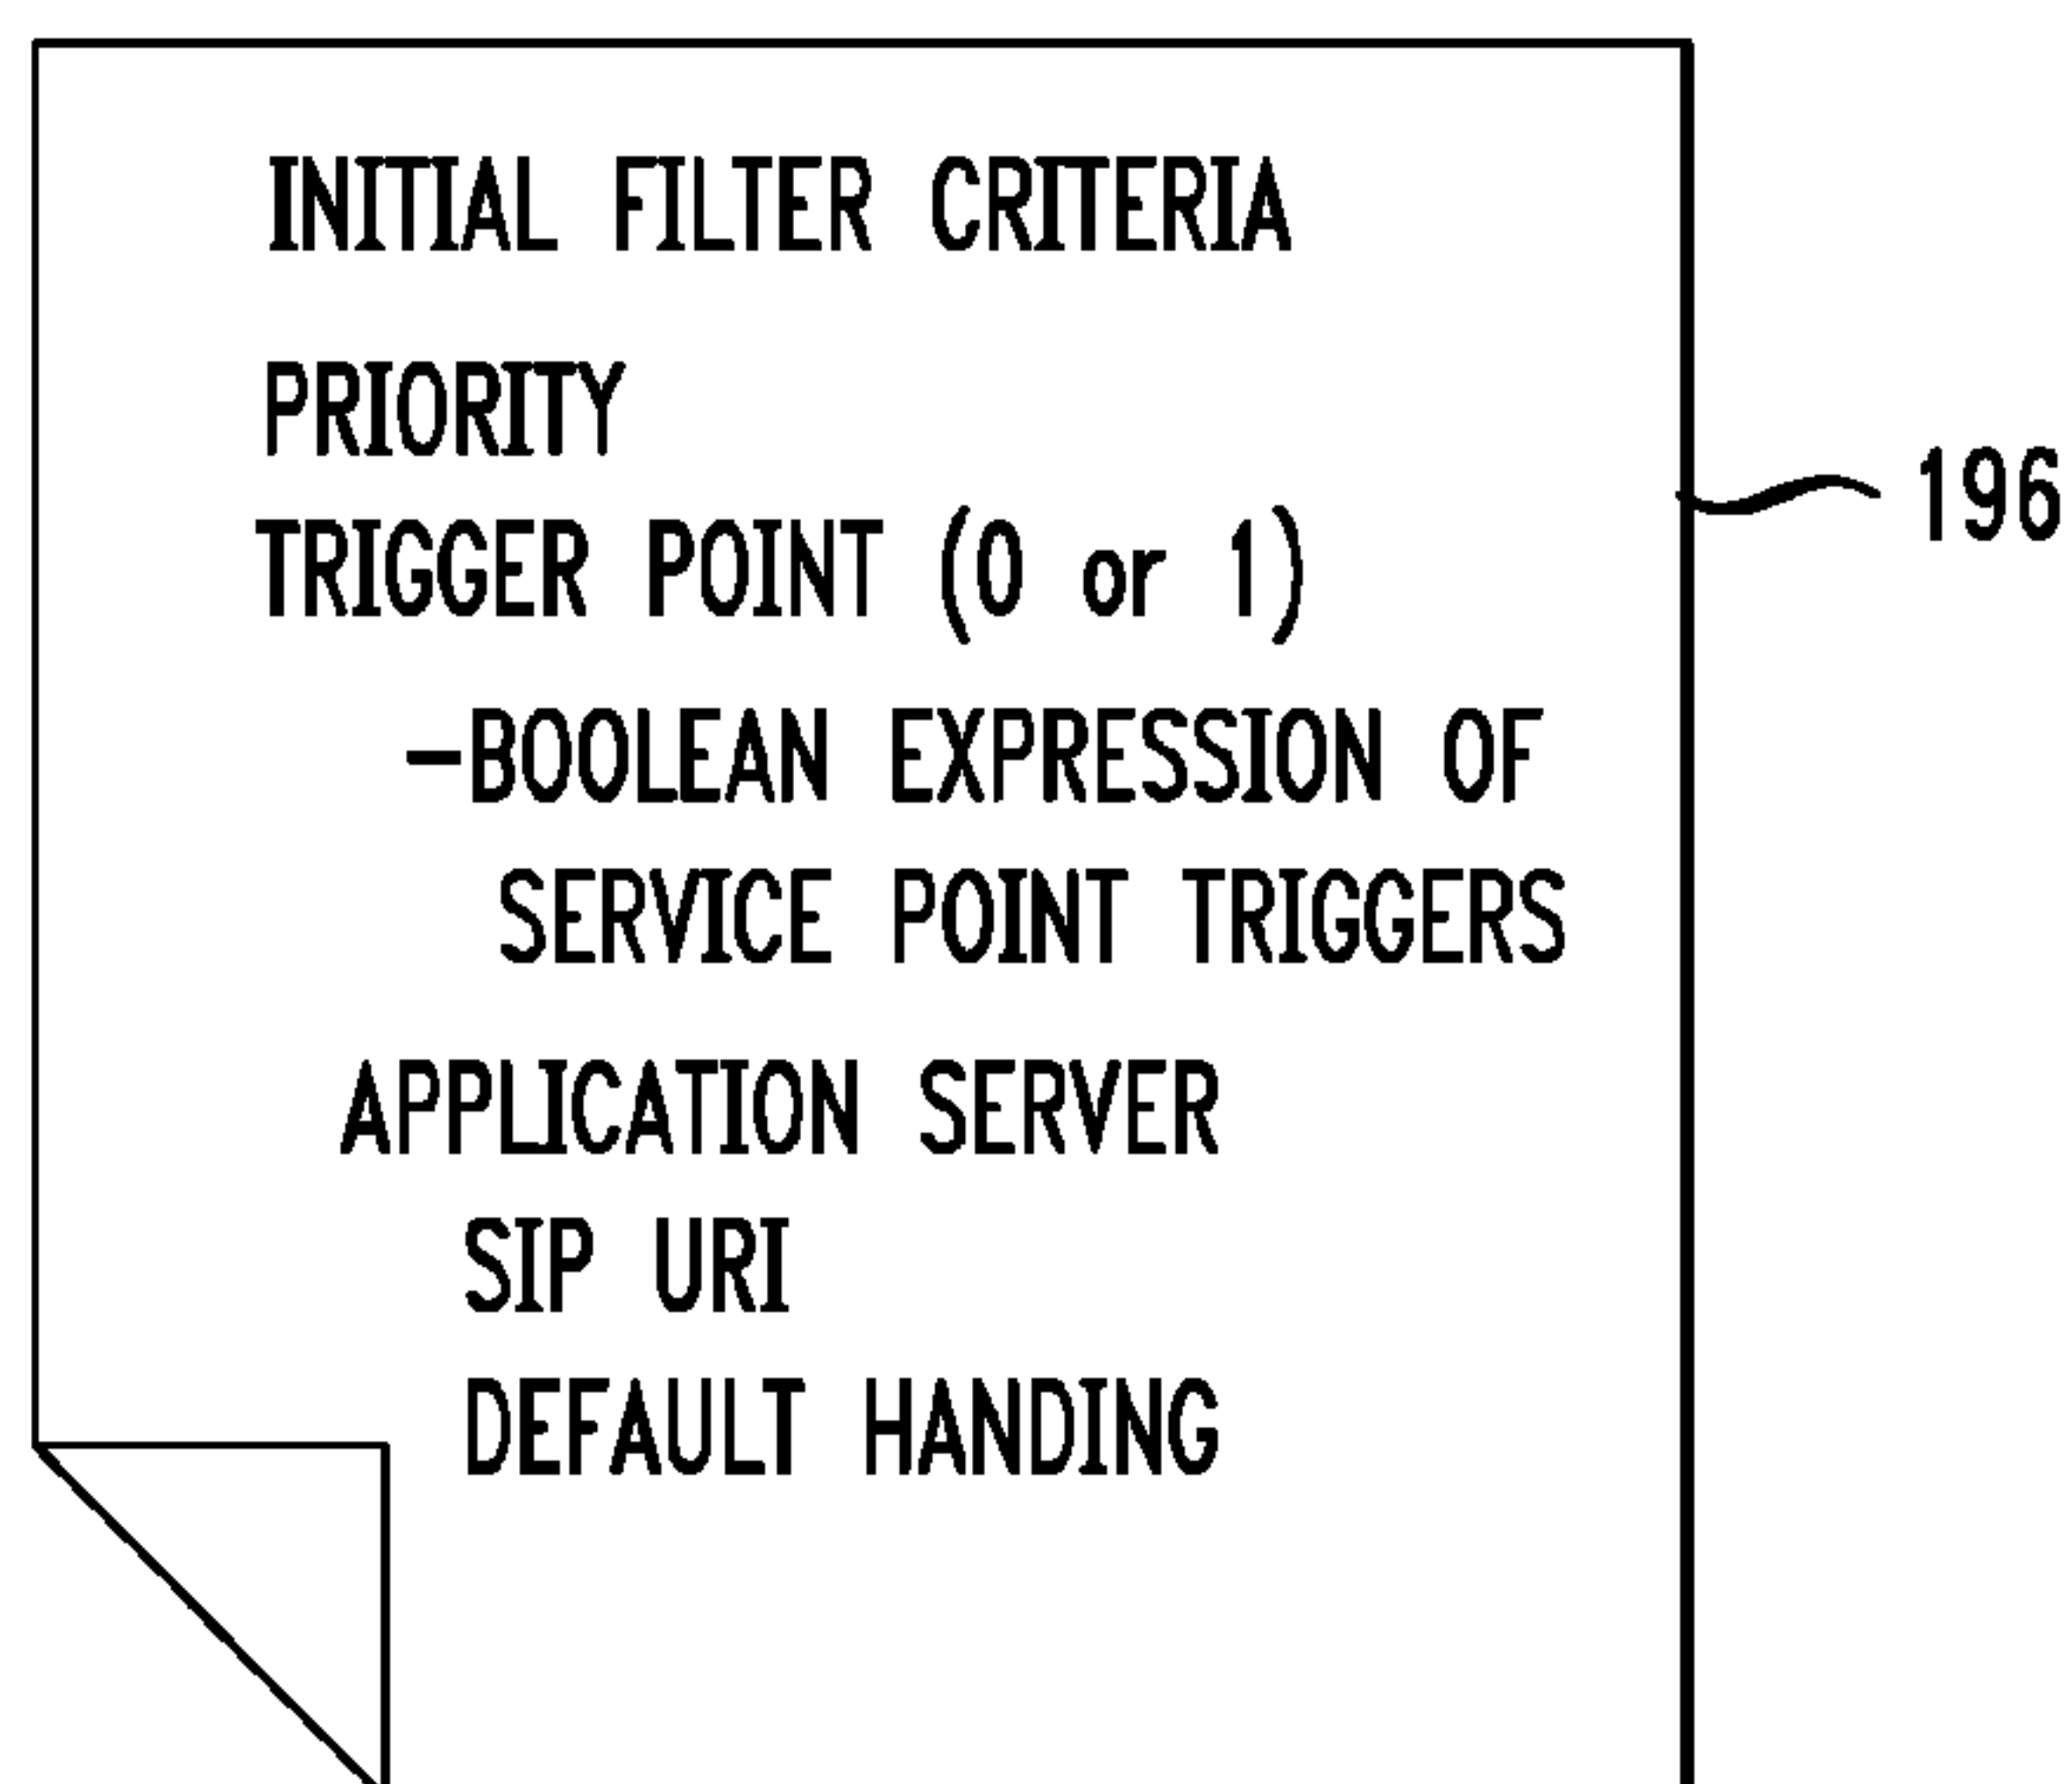 INITIAL FILTER CRITERIA
PRIORITY
196
TRIGGER POINT (0 or 1)
-BOOLEAN EXPRESSION OF
SERVICE POINT TRIGGERS
APPLICATION SERVER
SIP URI
DEFAULT HANDING